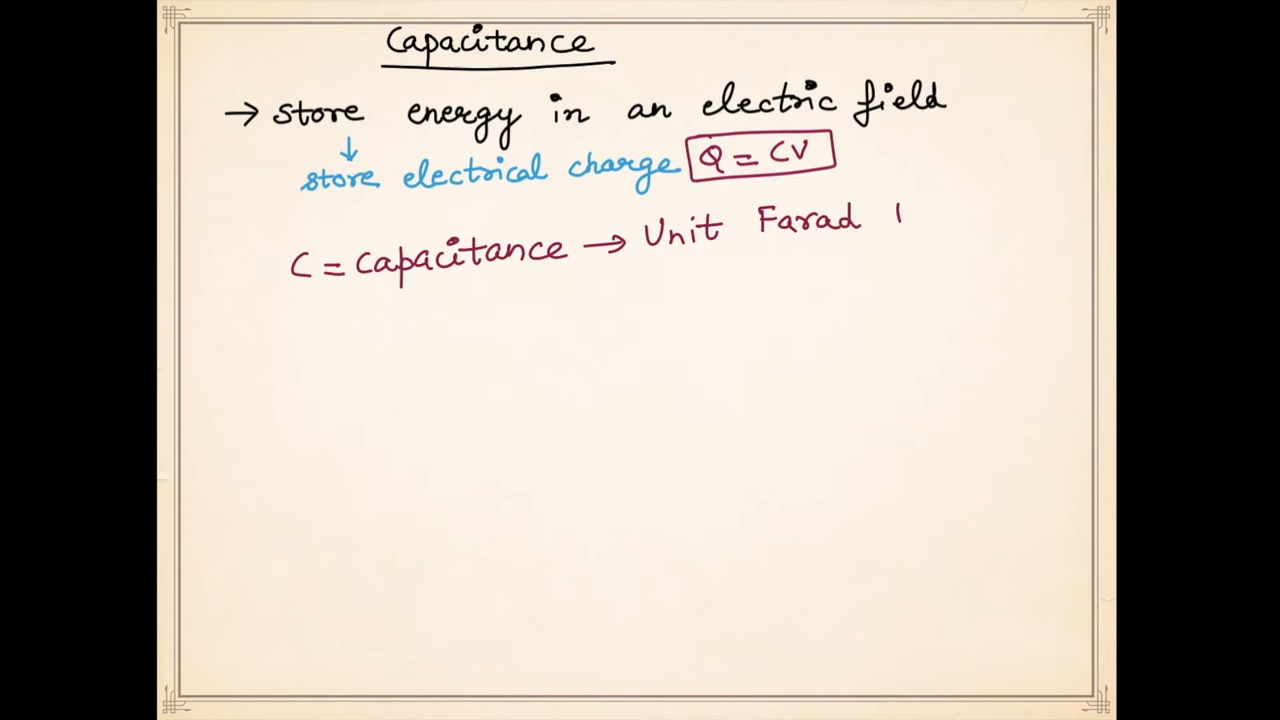 Capacitance
→ store energy in an electric field
↓
store electrical charge Q = CV
C = Capacitance → Unit Farad